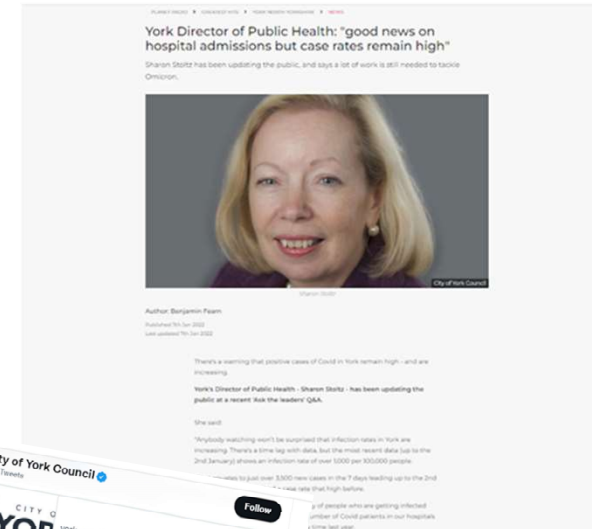 PLANET RADIO > GREATEST HITS > YORK NORTH YORKSHIRE > NEWS
York Director of Public Health: "good news on
hospital admissions but case rates remain high"
Sharon Stoltz has been updating the public, and says a lot of work is still needed to tackle
Omicron.
City of York Council
Sharon Stoltz
Author: Benjamin Fearn
Published 7th Jan 2022
Last updated 7th Jan 2022
There's a warning that positive cases of Covid in York remain high - and are
increasing.
York's Director of Public Health - Sharon Stoltz - has been updating the
public at a recent 'Ask the leaders' Q&A.
She said:
"Anybody watching won't be surprised that infection rates in York are
increasing. There's a time lag with data, but the most recent data (up to the
2nd January) shows an infection rate of over 1,000 per 100,000 people.
to just over 3,500 new cases in the 7 days leading up to the 2nd
case rate that high before.
of people who are getting infected
number of Covid patients in our hospitals
time last year.
ty of York Council
Tweets
Follow
CITY O
YOR